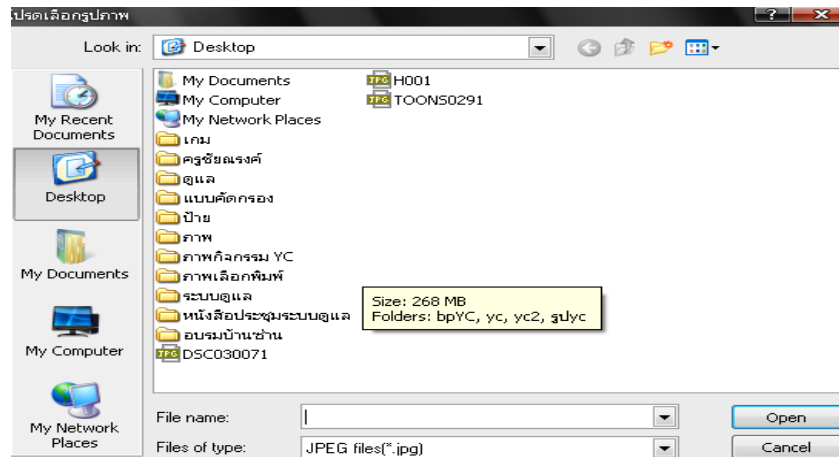 โปรดเลือกรูปภาพ
Look in: Desktop
My Recent
Documents
Desktop
My Documents
My Computer
My Network
Places
My Documents
My Computer
My Network Places
เกม
ครูชัยณรงค์
ดูแล
แบบคัดกรอง
ป้าย
ภาพ
ภาพกิจกรรม YC
ภาพเลือกพิมพ์
ระบบดูแล
หนังสือประชุมระบบดูแล
อบรมบ้านซ่าน
JPG DSC030071
JPG H001
JPG TOONS0291
Size: 268 MB
Folders: bpYC, yc, yc2, รูปyc
File name:
Open
Files of type: JPEG files(*.jpg)
Cancel